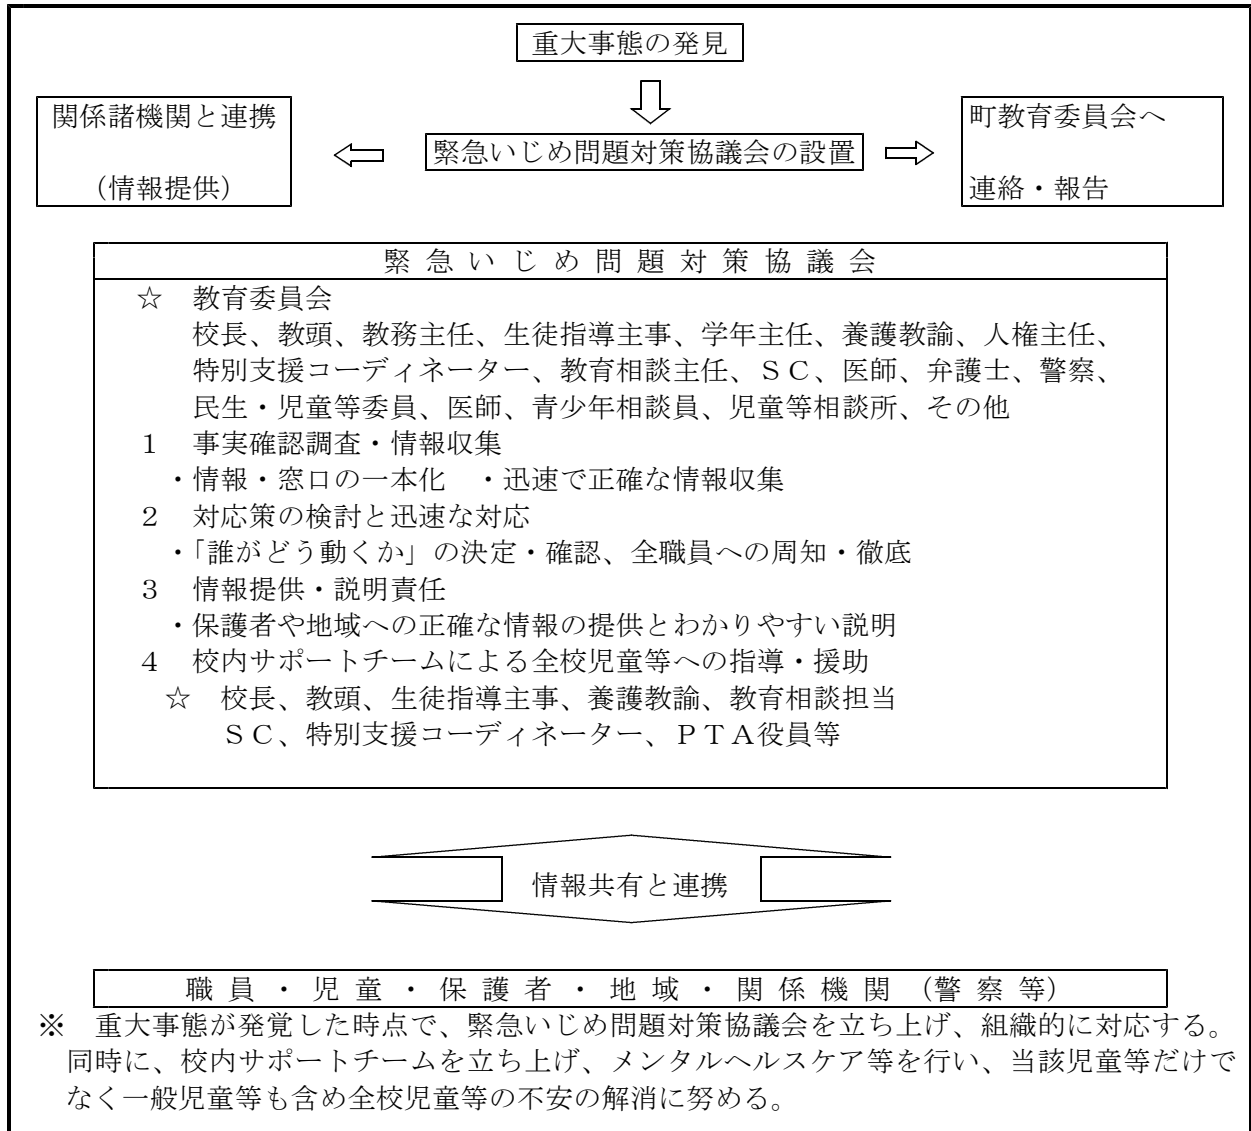 重大事態の発見
関係諸機関と連携
(情報提供)
緊急いじめ問題対策協議会の設置
町教育委員会へ
連絡・報告
緊急いじめ問題対策協議会
☆ 教育委員会
校長、教頭、教務主任、生徒指導主事、学年主任、養護教諭、人権主任、
特別支援コーディネーター、教育相談主任、ＳＣ、医師、弁護士、警察、
民生・児童等委員、医師、青少年相談員、児童等相談所、その他
１ 事実確認調査・情報収集
・情報・窓口の一本化 ・迅速で正確な情報収集
２ 対応策の検討と迅速な対応
・「誰がどう動くか」の決定・確認、全職員への周知・徹底
３ 情報提供・説明責任
・保護者や地域への正確な情報の提供とわかりやすい説明
４ 校内サポートチームによる全校児童等への指導・援助
☆ 校長、教頭、生徒指導主事、養護教諭、教育相談担当
ＳＣ、特別支援コーディネーター、ＰＴＡ役員等
情報共有と連携
職員・児童・保護者・地域・関係機関(警察等)
※ 重大事態が発覚した時点で、緊急いじめ問題対策協議会を立ち上げ、組織的に対応する。
同時に、校内サポートチームを立ち上げ、メンタルヘルスケア等を行い、当該児童等だけで
なく一般児童等も含め全校児童等の不安の解消に努める。